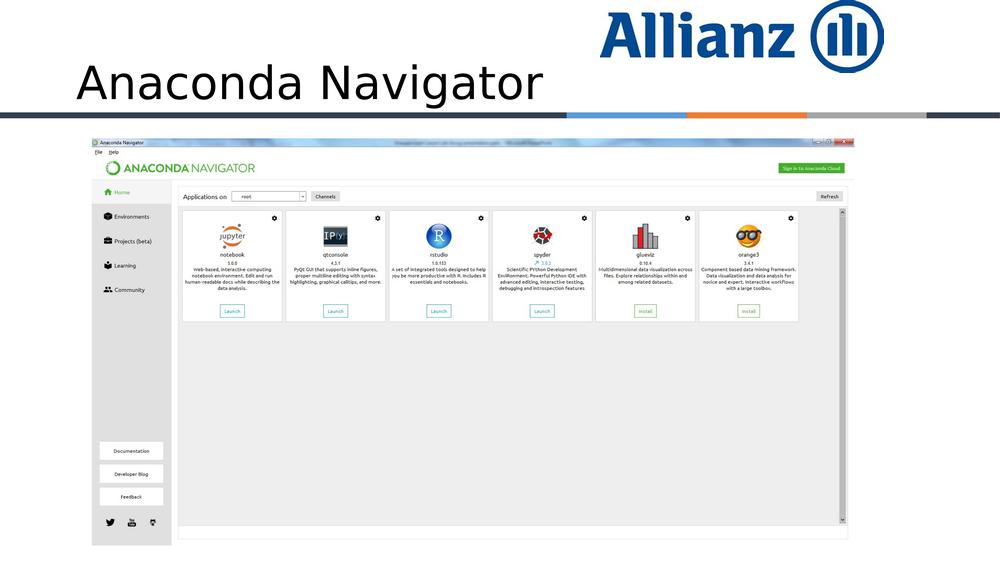 Allianz
Anaconda Navigator
Anaconda Navigator
File Help
ANACONDA NAVIGATOR
Sign in to Anaconda Cloud
Home
Environments
Projects (beta)
Learning
Community
Applications on
root
Channels
Refresh
jupyter
notebook
5.0.0
Web-based, interactive computing
notebook environment. Edit and run
human-readable docs while describing the
data analysis.
Launch
IP[y]:
qtconsole
4.3.1
PyQt GUI that supports inline figures,
proper multiline editing with syntax
highlighting, graphical calltips, and more.
Launch
R
rstudio
1.0.153
A set of integrated tools designed to help
you be more productive with R. Includes R
essentials and notebooks.
Launch
spyder
3.2.3
Scientific PYthon Development
EnviRonment. Powerful Python IDE with
advanced editing, interactive testing,
debugging and introspection features
Launch
glueviz
0.10.4
Multidimensional data visualization across
files. Explore relationships within and
among related datasets.
Install
orange3
3.4.1
Component based data mining framework.
Data visualization and data analysis for
novice and expert. Interactive workflows
with a large toolbox.
Install
Documentation
Developer Blog
Feedback